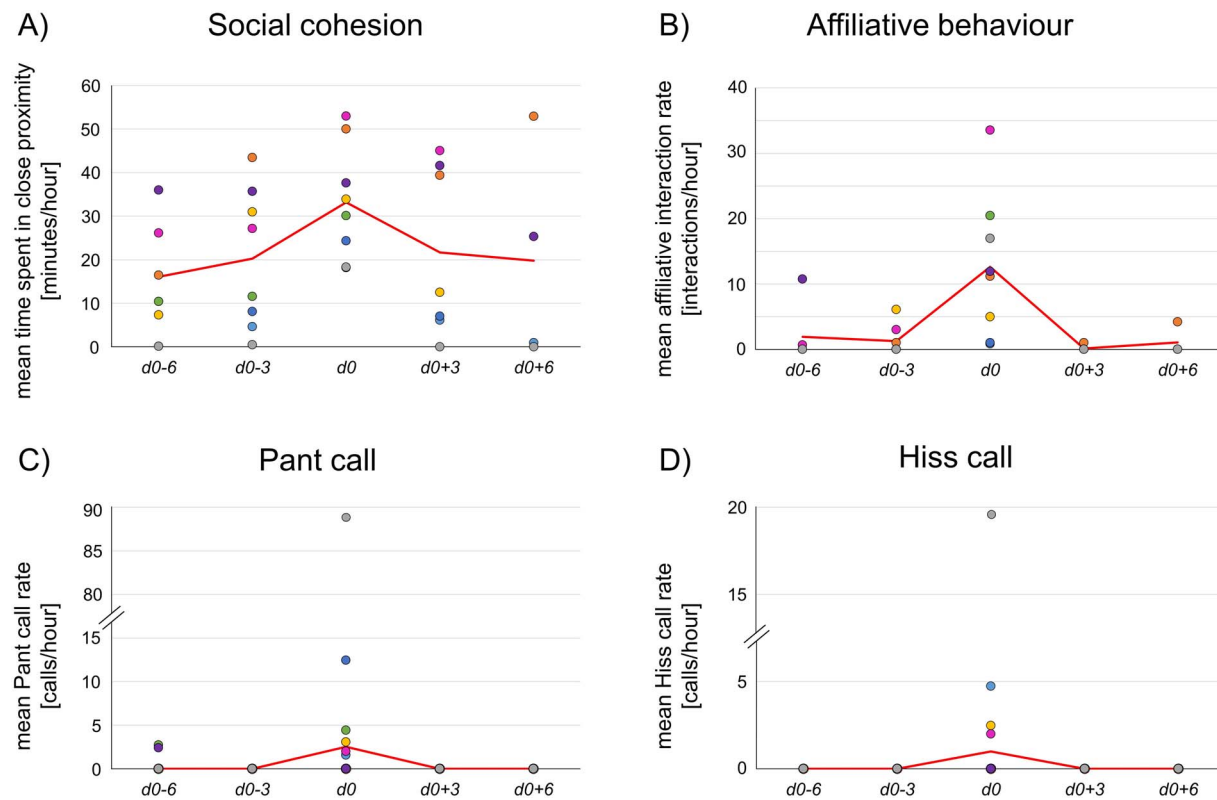 A) Social cohesion
mean time spent in close proximity
[minutes/hour]
60
50
40
30
20
10
0
d0-6 d0-3 d0 d0+3 d0+6
B) Affiliative behaviour
mean affiliative interaction rate
[interactions/hour]
40
30
20
10
0
d0-6 d0-3 d0 d0+3 d0+6
C) Pant call
mean Pant call rate
[calls/hour]
90
85
80
15
10
5
0
d0-6 d0-3 d0 d0+3 d0+6
D) Hiss call
mean Hiss call rate
[calls/hour]
20
15
5
0
d0-6 d0-3 d0 d0+3 d0+6